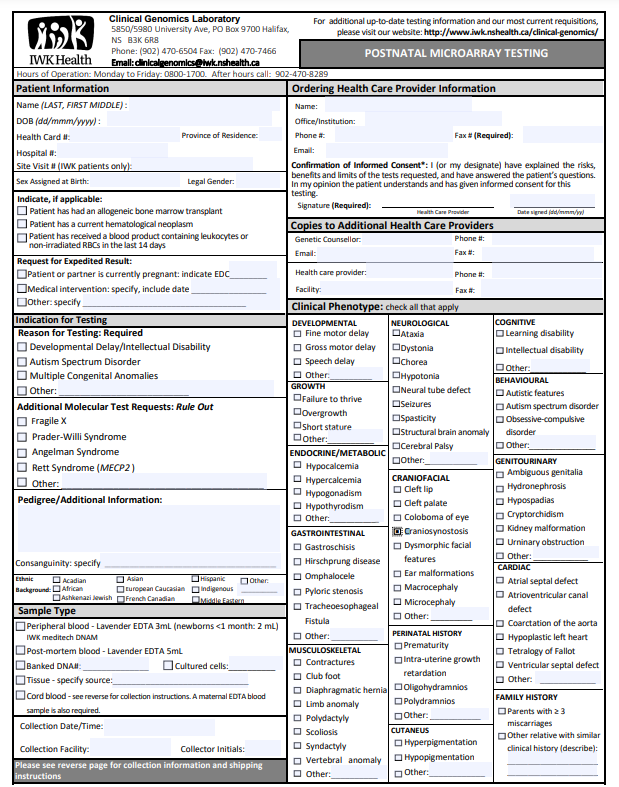 Clinical Genomics Laboratory
5850/5980 University Ave, PO Box 9700 Halifax,
NS B3K 6R8
Phone: (902) 470-6504 Fax: (902) 470-7466
Email: clinicalgenomics@iwk.nshealth.ca
IWK Health
For additional up-to-date testing information and our most current requisitions,
please visit our website: http://www.iwk.nshealth.ca/clinical-genomics/
POSTNATAL MICROARRAY TESTING
Hours of Operation: Monday to Friday: 0800-1700. After hours call: 902-470-8289
Patient Information
Name (LAST, FIRST MIDDLE) :
DOB (dd/mmm/yyyy) :
Health Card #: Province of Residence:
Hospital #:
Site Visit # (IWK patients only):
Sex Assigned at Birth: Legal Gender:
Indicate, if applicable:
Patient has had an allogeneic bone marrow transplant
Patient has a current hematological neoplasm
Patient has received a blood product containing leukocytes or
non-irradiated RBCs in the last 14 days
Request for Expedited Result:
Patient or partner is currently pregnant: indicate EDC
Medical intervention: specify, include date
Other: specify
Indication for Testing
Reason for Testing: Required
Developmental Delay/Intellectual Disability
Autism Spectrum Disorder
Multiple Congenital Anomalies
Other:
Additional Molecular Test Requests: Rule Out
Fragile X
Prader-Willi Syndrome
Angelman Syndrome
Rett Syndrome (MECP2 )
Other:
Pedigree/Additional Information:
Consanguinity: specify
Ethnic Background:
Acadian Asian Hispanic Other:
African European Caucasian Indigenous
Ashkenazi Jewish French Canadian Middle Eastern
Sample Type
Peripheral blood - Lavender EDTA 3mL (newborns <1 month: 2 mL)
IWK meditech DNAM
Post-mortem blood - Lavender EDTA 5mL
Banked DNA#: Cultured cells:
Tissue - specify source:
Cord blood - see reverse for collection instructions. A maternal EDTA blood
sample is also required.
Collection Date/Time:
Collection Facility: Collector Initials:
Please see reverse page for collection information and shipping
instructions
Ordering Health Care Provider Information
Name:
Office/Institution:
Phone #: Fax # (Required):
Email:
Confirmation of Informed Consent*: I (or my designate) have explained the risks,
benefits and limits of the tests requested, and have answered the patient's questions.
In my opinion the patient understands and has given informed consent for this
testing.
Signature (Required):
Health Care Provider Date signed (dd/mmm/yy)
Copies to Additional Health Care Providers
Genetic Counsellor: Phone #:
Email: Fax #:
Health care provider: Phone #:
Facility: Fax #:
Clinical Phenotype: check all that apply
DEVELOPMENTAL
Fine motor delay
Gross motor delay
Speech delay
Other:
GROWTH
Failure to thrive
Overgrowth
Short stature
Other:
ENDOCRINE/METABOLIC
Hypocalcemia
Hypercalcemia
Hypogonadism
Hypothyrodism
Other:
GASTROINTESTINAL
Gastroschisis
Hirschrung disease
Omphalocele
Pyloric stenosis
Tracheoesophageal
Fistula
Other:
MUSCULOSKELETAL
Contractures
Club foot
Diaphragmatic hernia
Limb anomaly
Polydactyly
Scoliosis
Syndactyly
Vertebral anomaly
Other:
NEUROLOGICAL
Ataxia
Dystonia
Chorea
Hypotonia
Neural tube defect
Seizures
Spasticity
Structural brain anomaly
Cerebral Palsy
Other:
CRANIOFACIAL
Cleft lip
Cleft palate
Coloboma of eye
Craniosynostosis
Dysmorphic facial
features
Ear malformations
Macrocephaly
Microcephaly
Other:
PERINATAL HISTORY
Prematurity
Intra-uterine growth
retardation
Oligohydramnios
Polydramnios
Other:
CUTANEUS
Hyperpigmentation
Hypopigmentation
Other:
COGNITIVE
Learning disability
Intellectual disability
Other:
BEHAVIOURAL
Autistic features
Autism spectrum disorder
Obsessive-compulsive
disorder
Other:
GENITOURINARY
Ambiguous genitalia
Hydronephrosis
Hypospadias
Cryptorchidism
Kidney malformation
Urninary obstruction
Other:
CARDIAC
Atrial septal defect
Atrioventricular canal
defect
Coarctation of the aorta
Hypoplastic left heart
Tetralogy of Fallot
Ventricular septal defect
Other:
FAMILY HISTORY
Parents with ≥ 3
miscarriages
Other relative with similar
clinical history (describe):